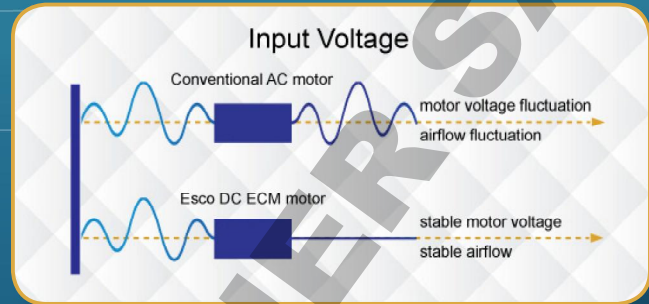 Input Voltage
Conventional AC motor
motor voltage fluctuation
airflow fluctuation
Esco DC ECM motor
stable motor voltage
stable airflow